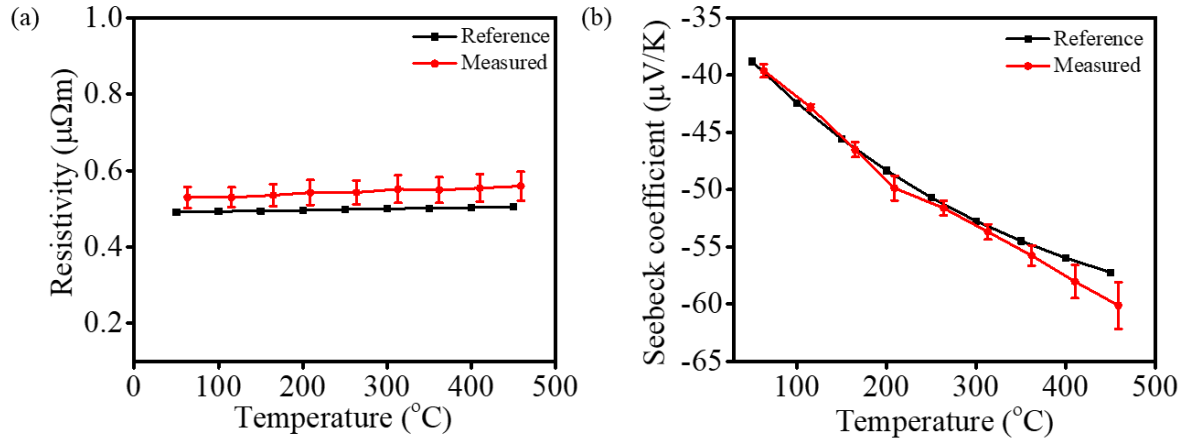 (a)
1.0
0.8
0.6
0.4
0.2
Resistivity (μΩm)
Reference
Measured
0
100
200
300
400
500
Temperature (°C)
(b)
-35
-40
-45
-50
-55
-60
-65
Seebeck coefficient (μV/K)
Reference
Measured
100
200
300
400
500
Temperature (°C)